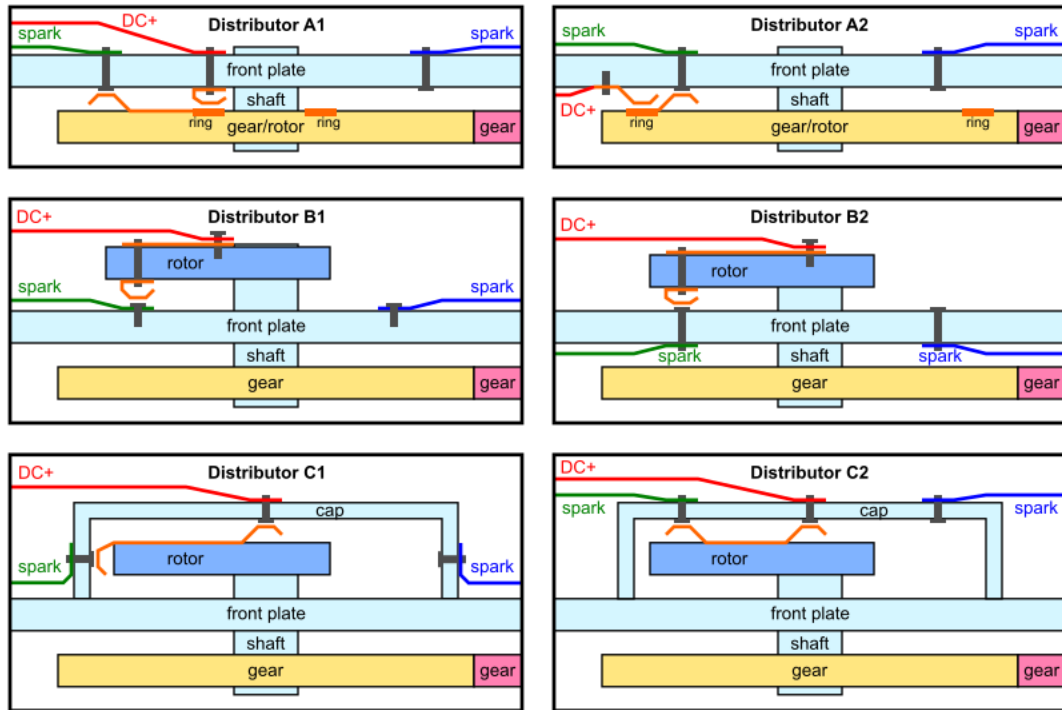 Distributor A1
DC+
spark
spark
front plate
shaft
ring
gear/rotor
ring
gear
Distributor A2
spark
spark
front plate
DC+
shaft
ring
gear/rotor
ring
gear
Distributor B1
DC+
rotor
spark
spark
front plate
shaft
gear
gear
Distributor B2
DC+
rotor
front plate
spark
shaft
spark
gear
gear
Distributor C1
DC+
cap
rotor
spark
spark
front plate
shaft
gear
gear
Distributor C2
DC+
spark
cap
spark
rotor
front plate
shaft
gear
gear